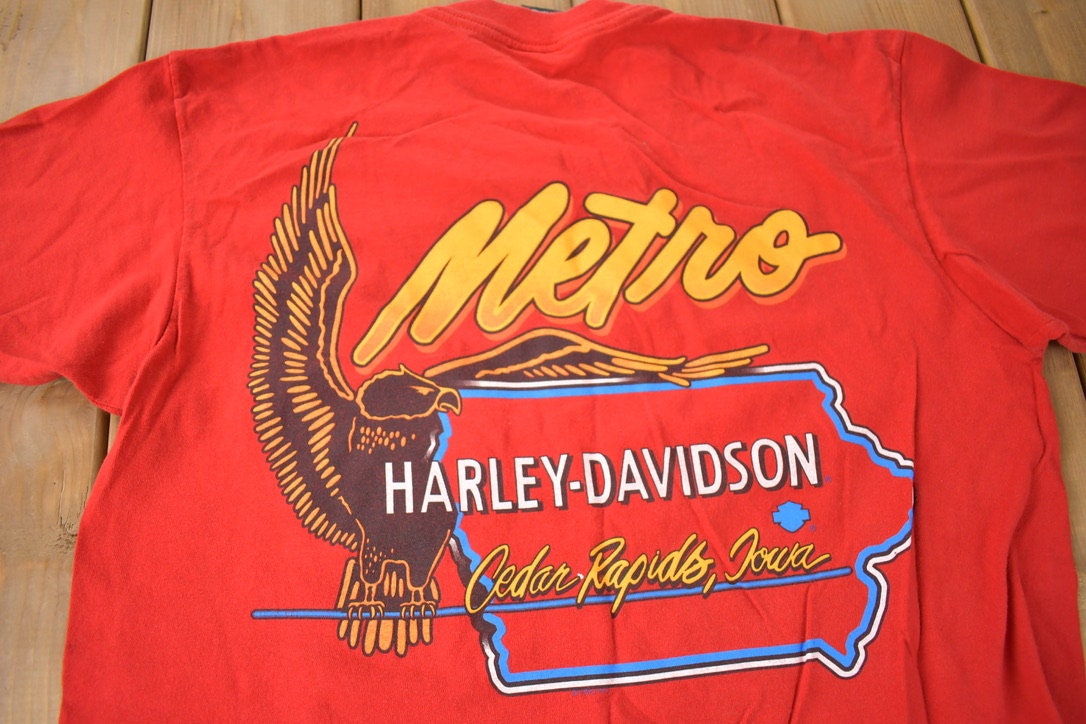 Metro
HARLEY-DAVIDSON
Cedar Rapids, Iowa